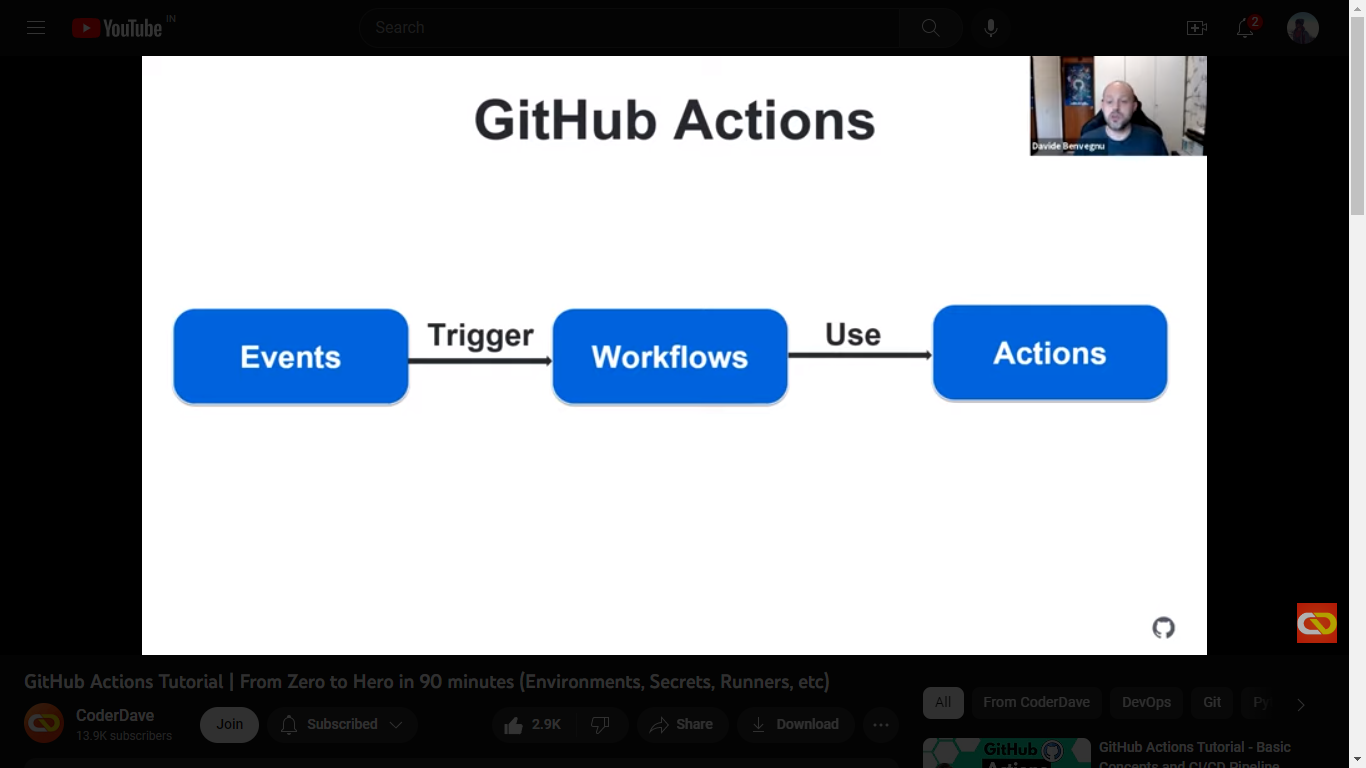 YouTube IN
Search
2
GitHub Actions
Davide Benvegnu
Events
Trigger
Workflows
Use
Actions
GitHub Actions Tutorial | From Zero to Hero in 90 minutes (Environments, Secrets, Runners, etc)
CoderDave
13.9K subscribers
Join
Subscribed
2.9K
Share
Download
All
From CoderDave
DevOps
Git
GitHub
Actions
GitHub Actions Tutorial - Basic
Concepts and CI/CD Pipeline